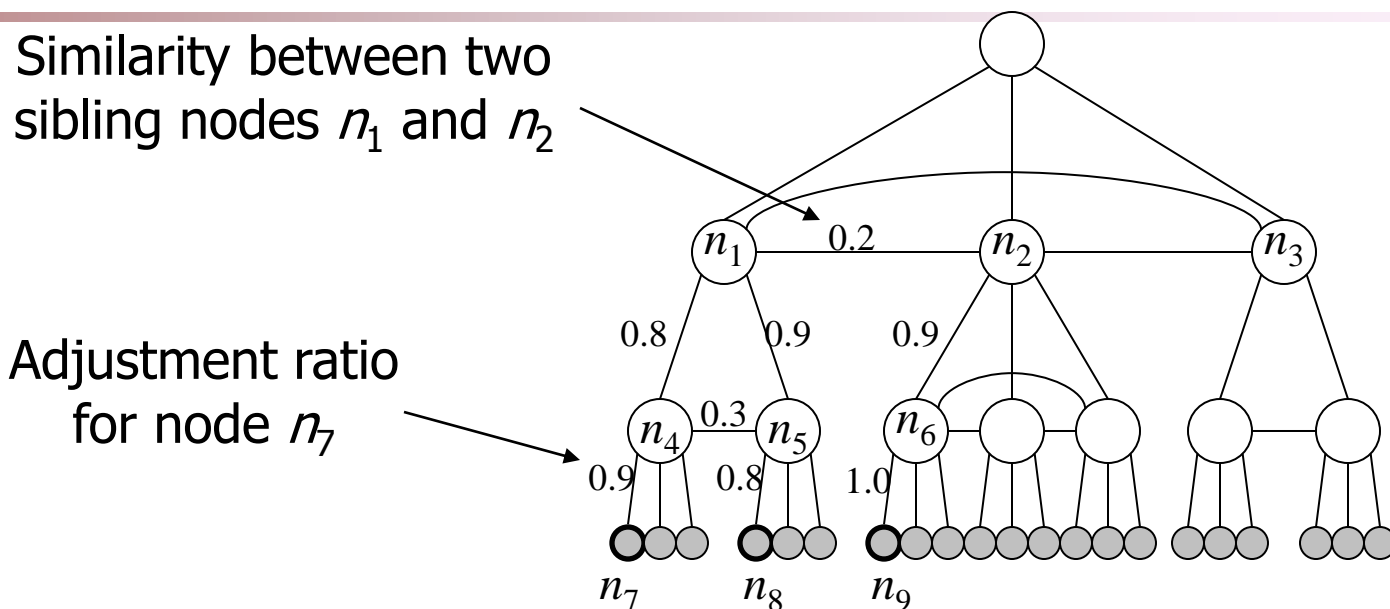 Similarity between two
sibling nodes n₁ and n₂
n₁ 0.2 n₂ n₃
Adjustment ratio
for node n₇
0.8 0.9 0.9
n₄ 0.3 n₅ n₆
0.9 0.8 1.0
n₇ n₈ n₉